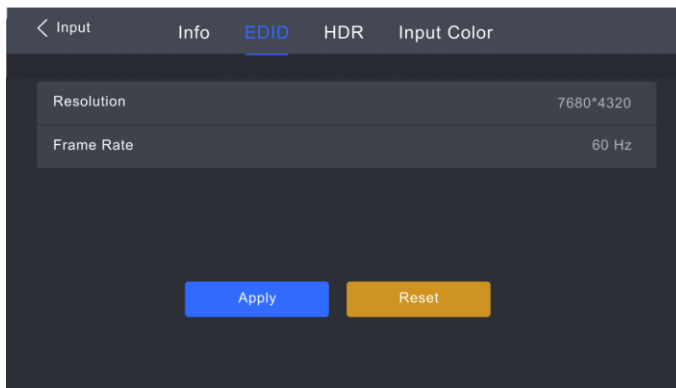 Input Info EDID HDR Input Color
Resolution 7680*4320
Frame Rate 60 Hz
Apply Reset